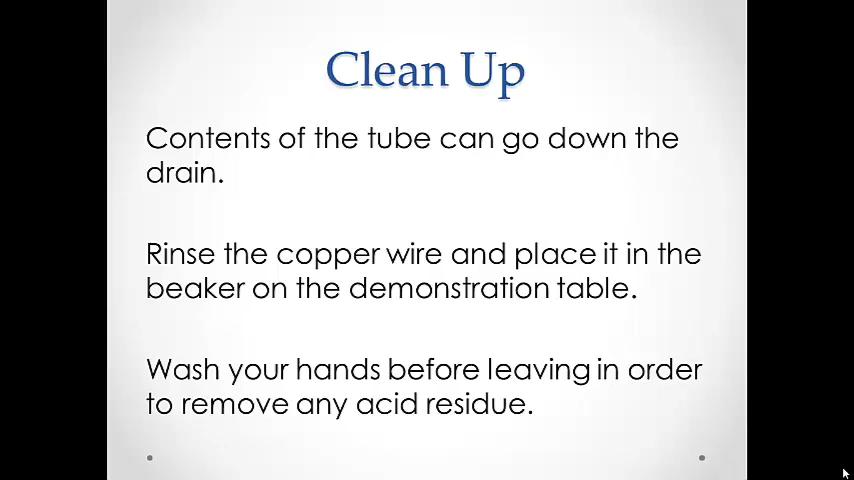 Clean Up
Contents of the tube can go down the
drain.
Rinse the copper wire and place it in the
beaker on the demonstration table.
Wash your hands before leaving in order
to remove any acid residue.